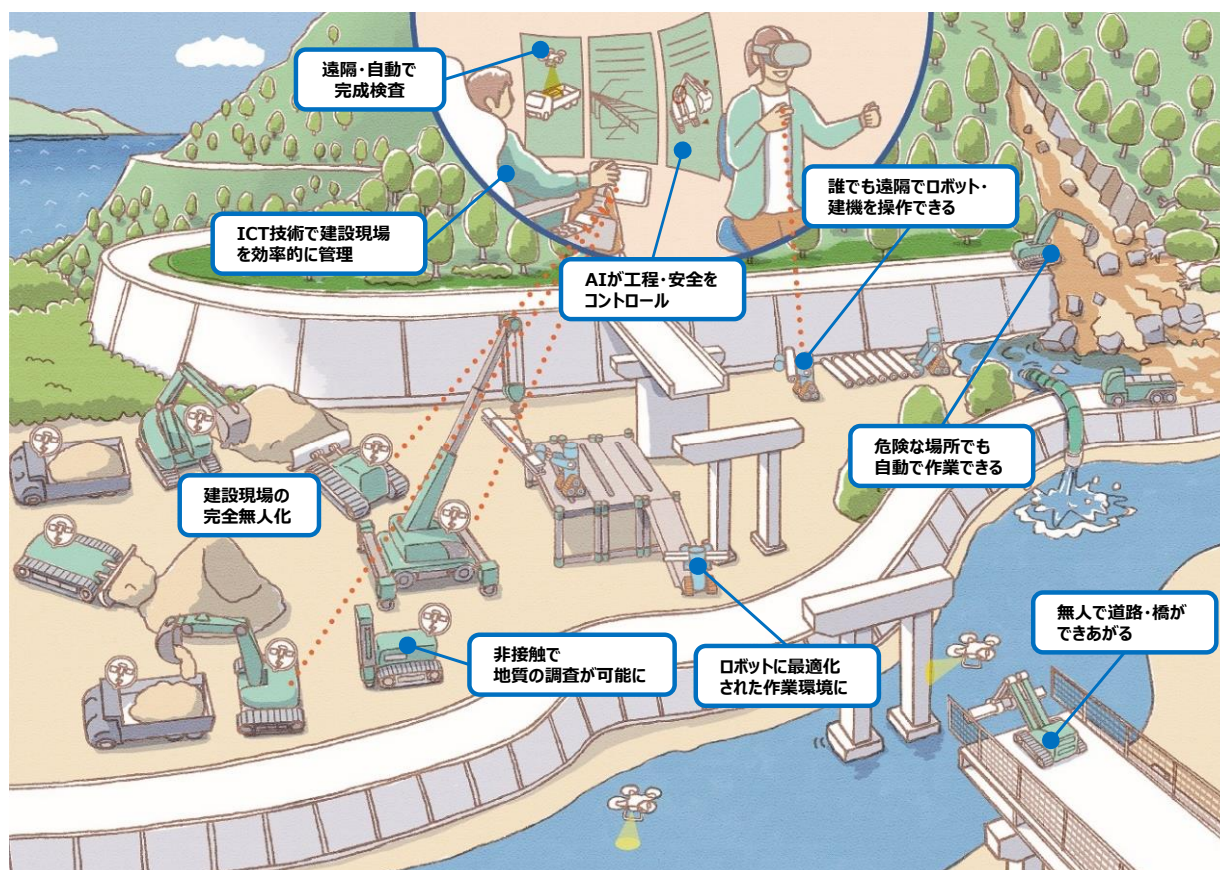 遠隔・自動で
完成検査
誰でも遠隔でロボット・
建機を操作できる
ICT技術で建設現場
を効率的に管理
AIが工程・安全を
コントロール
危険な場所でも
自動で作業できる
建設現場の
完全無人化
無人で道路・橋が
できあがる
非接触で
地質の調査が可能に
ロボットに最適化
された作業環境に